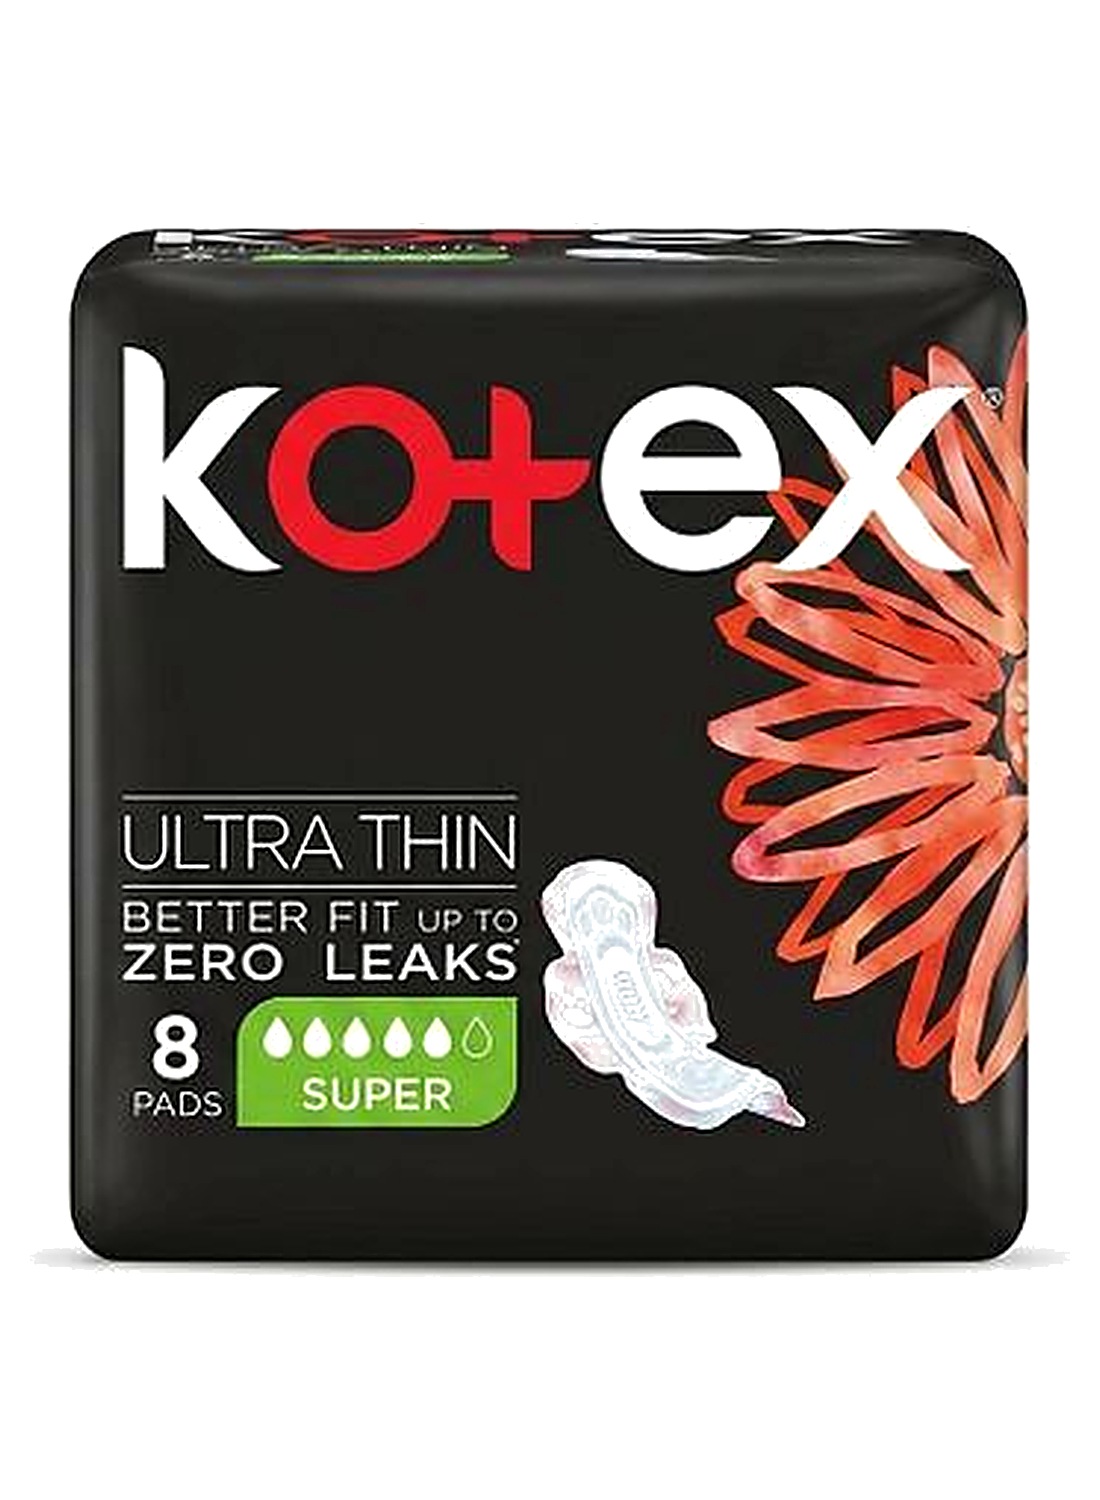 kotex®
ULTRA THIN
BETTER FIT UP TO
ZERO LEAKS
8
PADS
SUPER